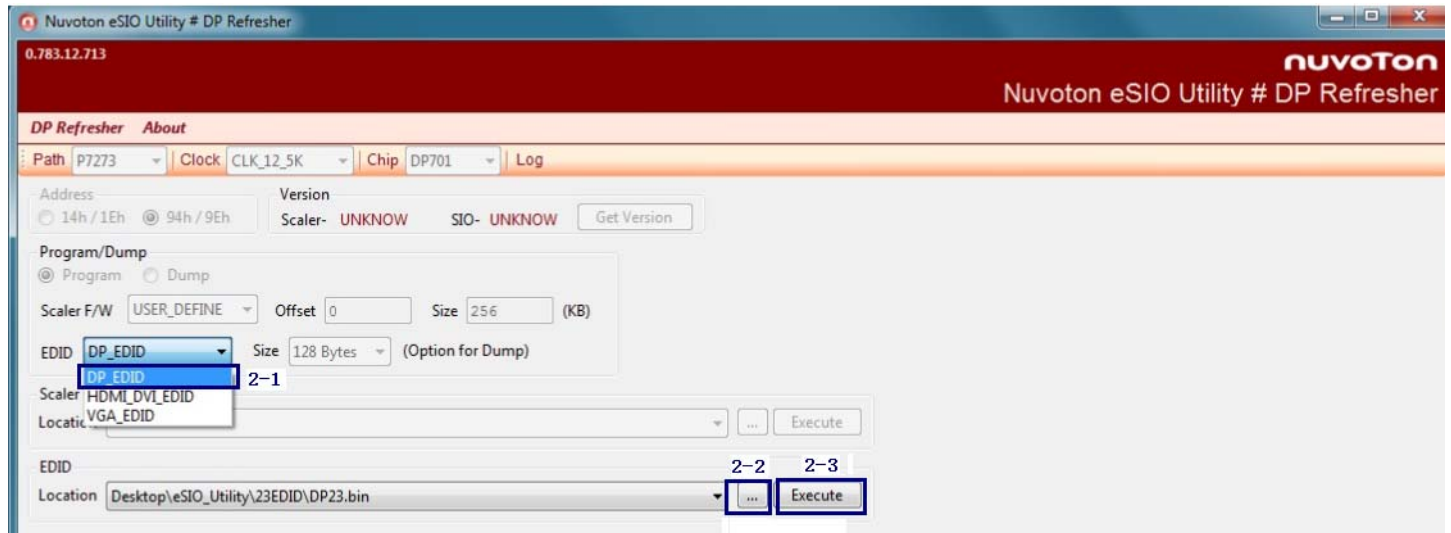 Nuvoton eSIO Utility # DP Refresher
0.783.12.713
nuvoTon
Nuvoton eSIO Utility # DP Refresher
DP Refresher About
Path P7273 Clock CLK_12_5K Chip DP701 Log
Address Version
14h / 1Eh 94h / 9Eh Scaler- UNKNOW SIO- UNKNOW Get Version
Program/Dump
Program Dump
Scaler F/W USER_DEFINE Offset 0 Size 256 (KB)
EDID DP_EDID Size 128 Bytes (Option for Dump)
DP_EDID 2-1
Scaler HDMI_DVI_EDID
VGA_EDID
Locatic ... Execute
EDID 2-2 2-3
Location Desktop\eSIO_Utility\23EDID\DP23.bin ... Execute